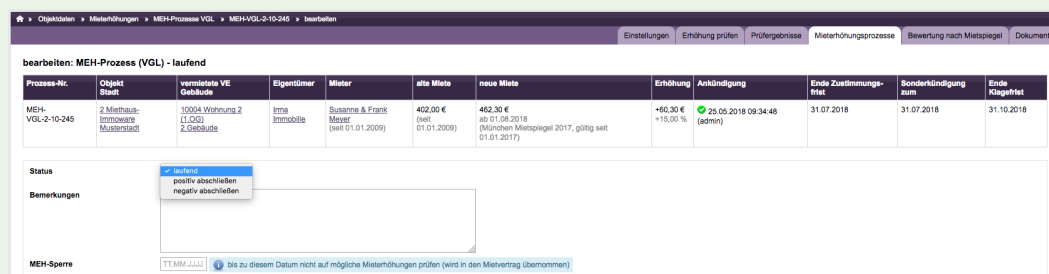 » Objektdaten » Mieterhöhungen » MEH-Prozesse VGL » MEH-VGL-2-10-245 » bearbeiten
Einstellungen Erhöhung prüfen Prüfergebnisse Mieterhöhungsprozesse Bewertung nach Mietspiegel Dokument
bearbeiten: MEH-Prozess (VGL) - laufend
Prozess-Nr. Objekt vermietete VE Eigentümer Mieter alte Miete neue Miete Erhöhung Ankündigung Ende Zustimmungs- Sonderkündigung Ende
Stadt Gebäude frist zum Klagefrist
MEH- 2 Miethaus- 10004 Wohnung 2 Irma Susanne & Frank 402,00 € 462,30 € +60,30 € 25.05.2018 09:34:48 31.07.2018 31.07.2018 31.10.2018
VGL-2-10-245 Immoware (1.OG) Immobilie Meyer (seit ab 01.08.2018 +15,00 % (admin)
Musterstadt 2.Gebäude (seit 01.01.2009) 01.01.2009) (München Mietspiegel 2017, gültig seit
01.01.2017)
Status ✓ laufend
positiv abschließen
negativ abschließen
Bemerkungen
MEH-Sperre TT.MM.JJJJ i bis zu diesem Datum nicht auf mögliche Mieterhöhungen prüfen (wird in den Mietvertrag übernommen)